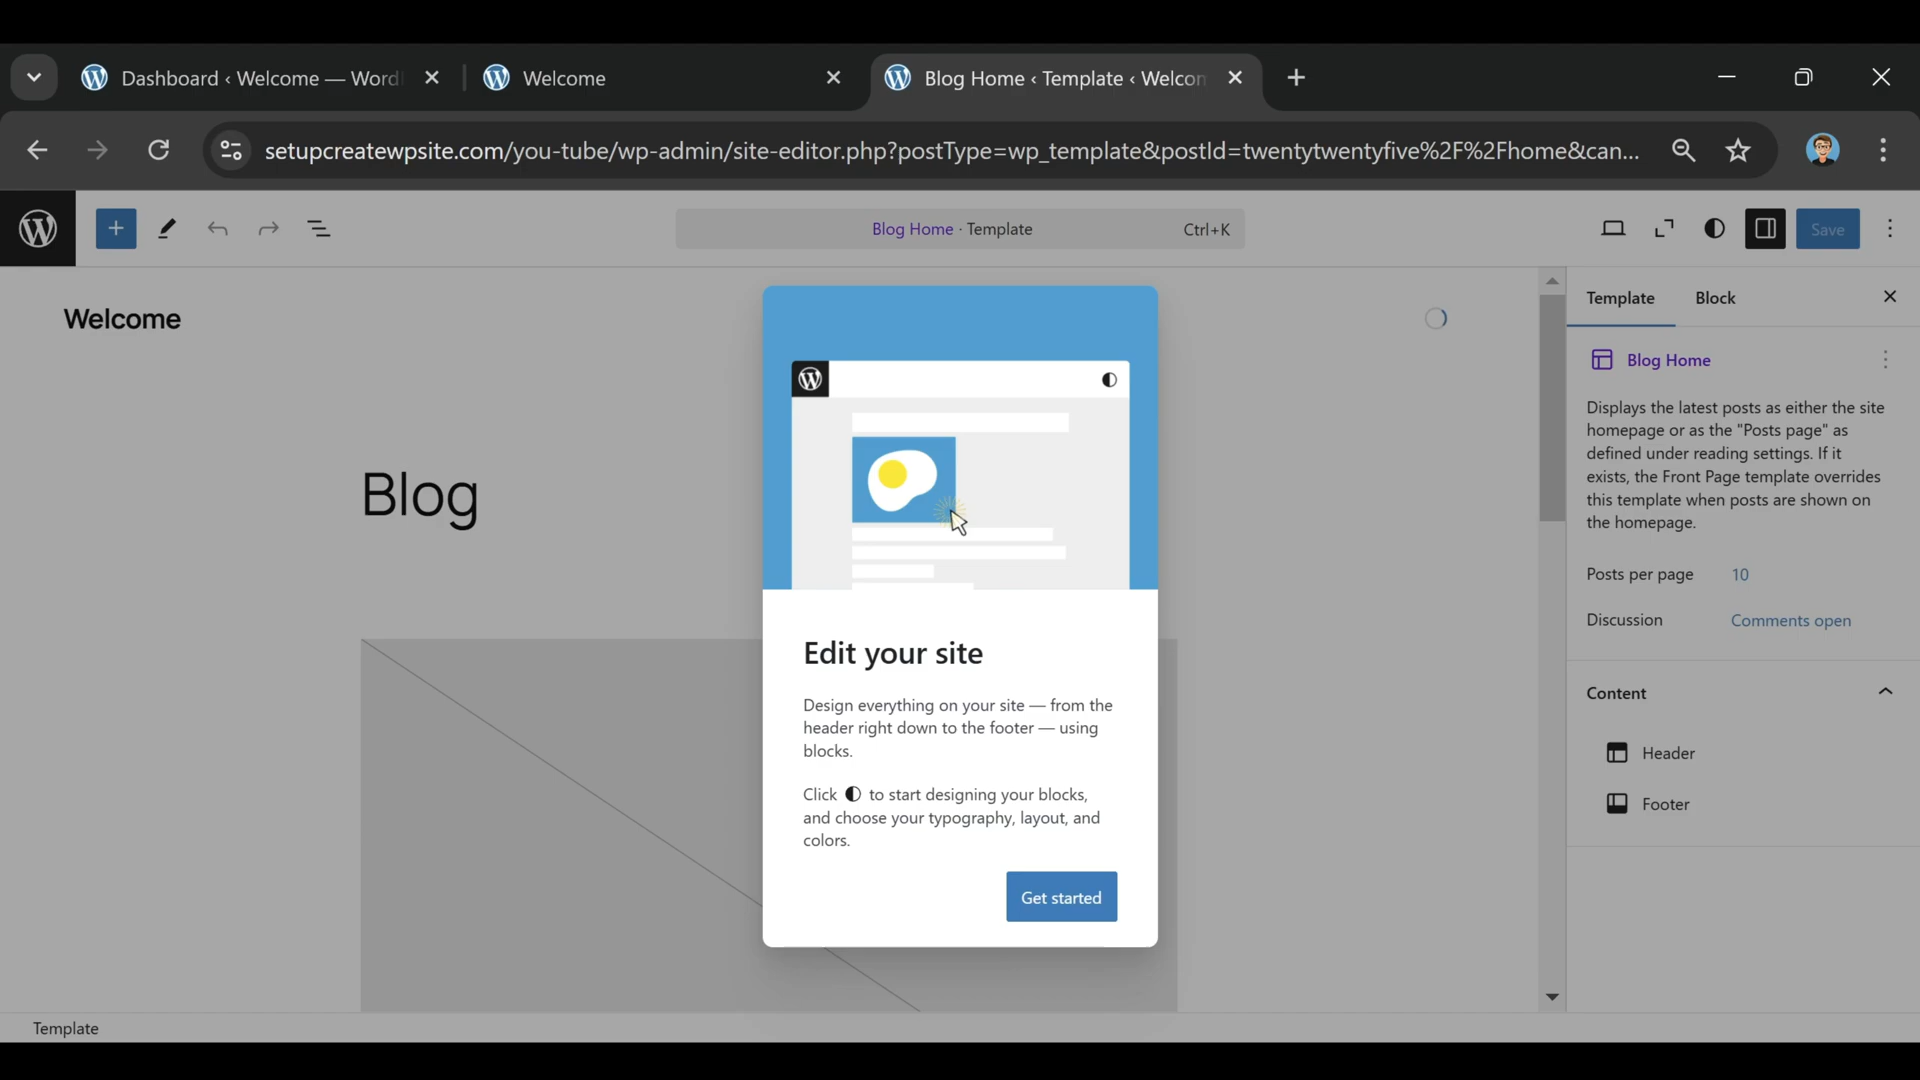 Dashboard ‹ Welcome — Word
Welcome
Blog Home ‹ Template ‹ Welcom
setupcreatewpsite.com/you-tube/wp-admin/site-editor.php?postType=wp_template&postId=twentytwentyfive%2F%2Fhome&can...
Blog Home · Template
Ctrl+K
Save
Welcome
Blog
Edit your site
Design everything on your site — from the
header right down to the footer — using
blocks.
Click to start designing your blocks,
and choose your typography, layout, and
colors.
Get started
Template
Block
Blog Home
Displays the latest posts as either the site
homepage or as the "Posts page" as
defined under reading settings. If it
exists, the Front Page template overrides
this template when posts are shown on
the homepage.
Posts per page 10
Discussion Comments open
Content
Header
Footer
Template